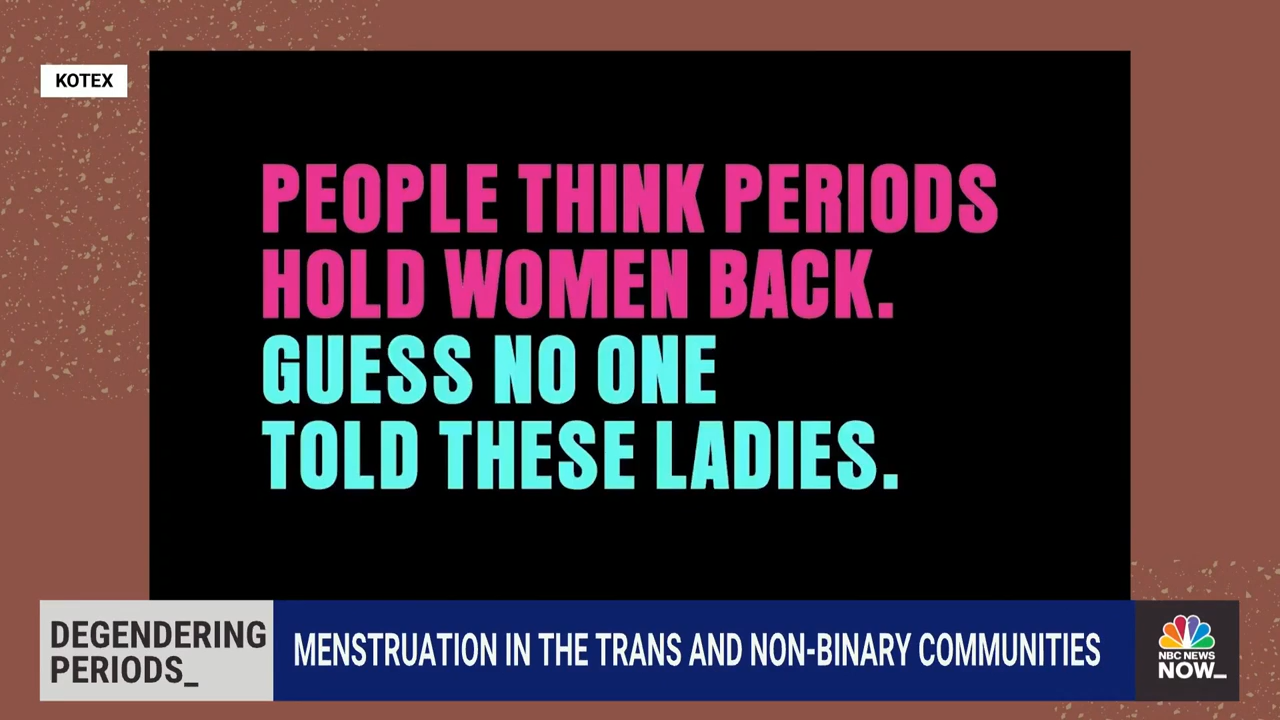 KOTEX
PEOPLE THINK PERIODS
HOLD WOMEN BACK.
GUESS NO ONE
TOLD THESE LADIES.
DEGENDERING
PERIODS_
MENSTRUATION IN THE TRANS AND NON-BINARY COMMUNITIES
NBC NEWS
NOW_